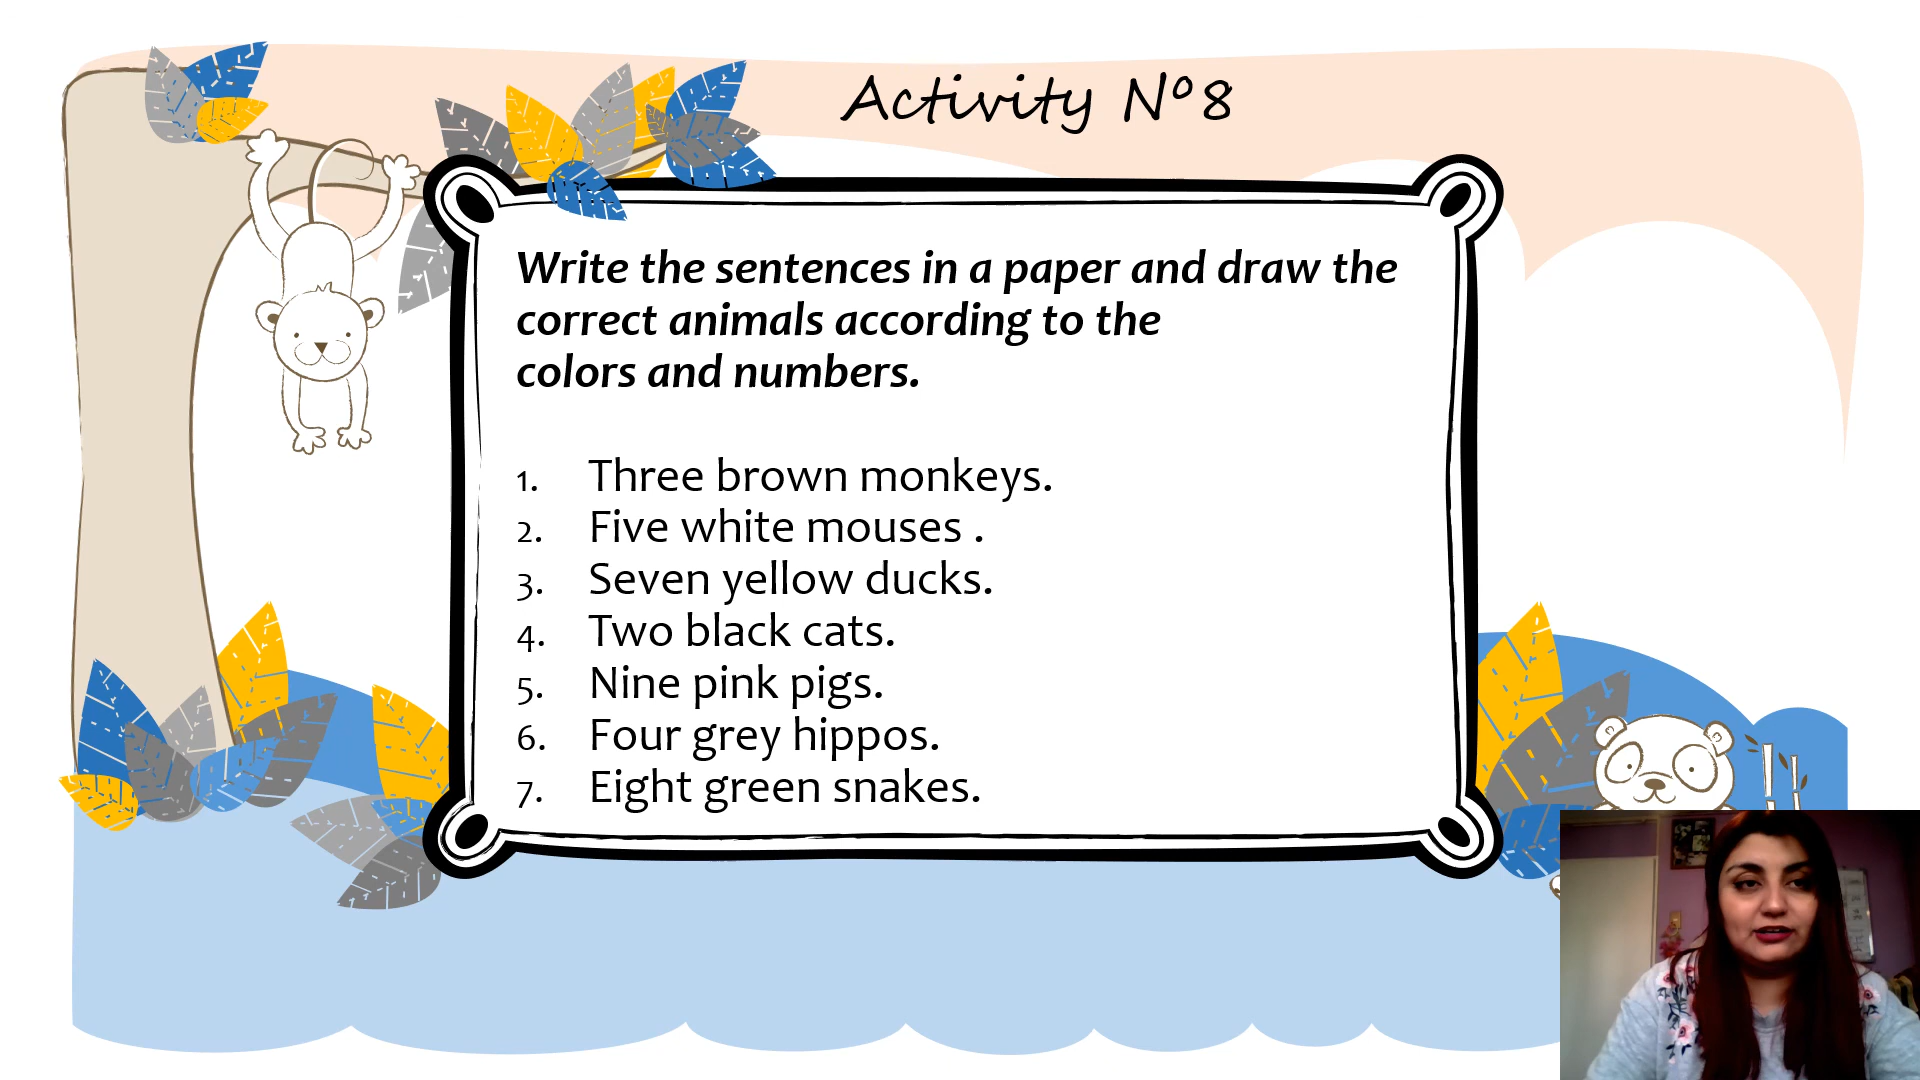 Activity Nº8
Write the sentences in a paper and draw the
correct animals according to the
colors and numbers.
1. Three brown monkeys.
2. Five white mouses .
3. Seven yellow ducks.
4. Two black cats.
5. Nine pink pigs.
6. Four grey hippos.
7. Eight green snakes.